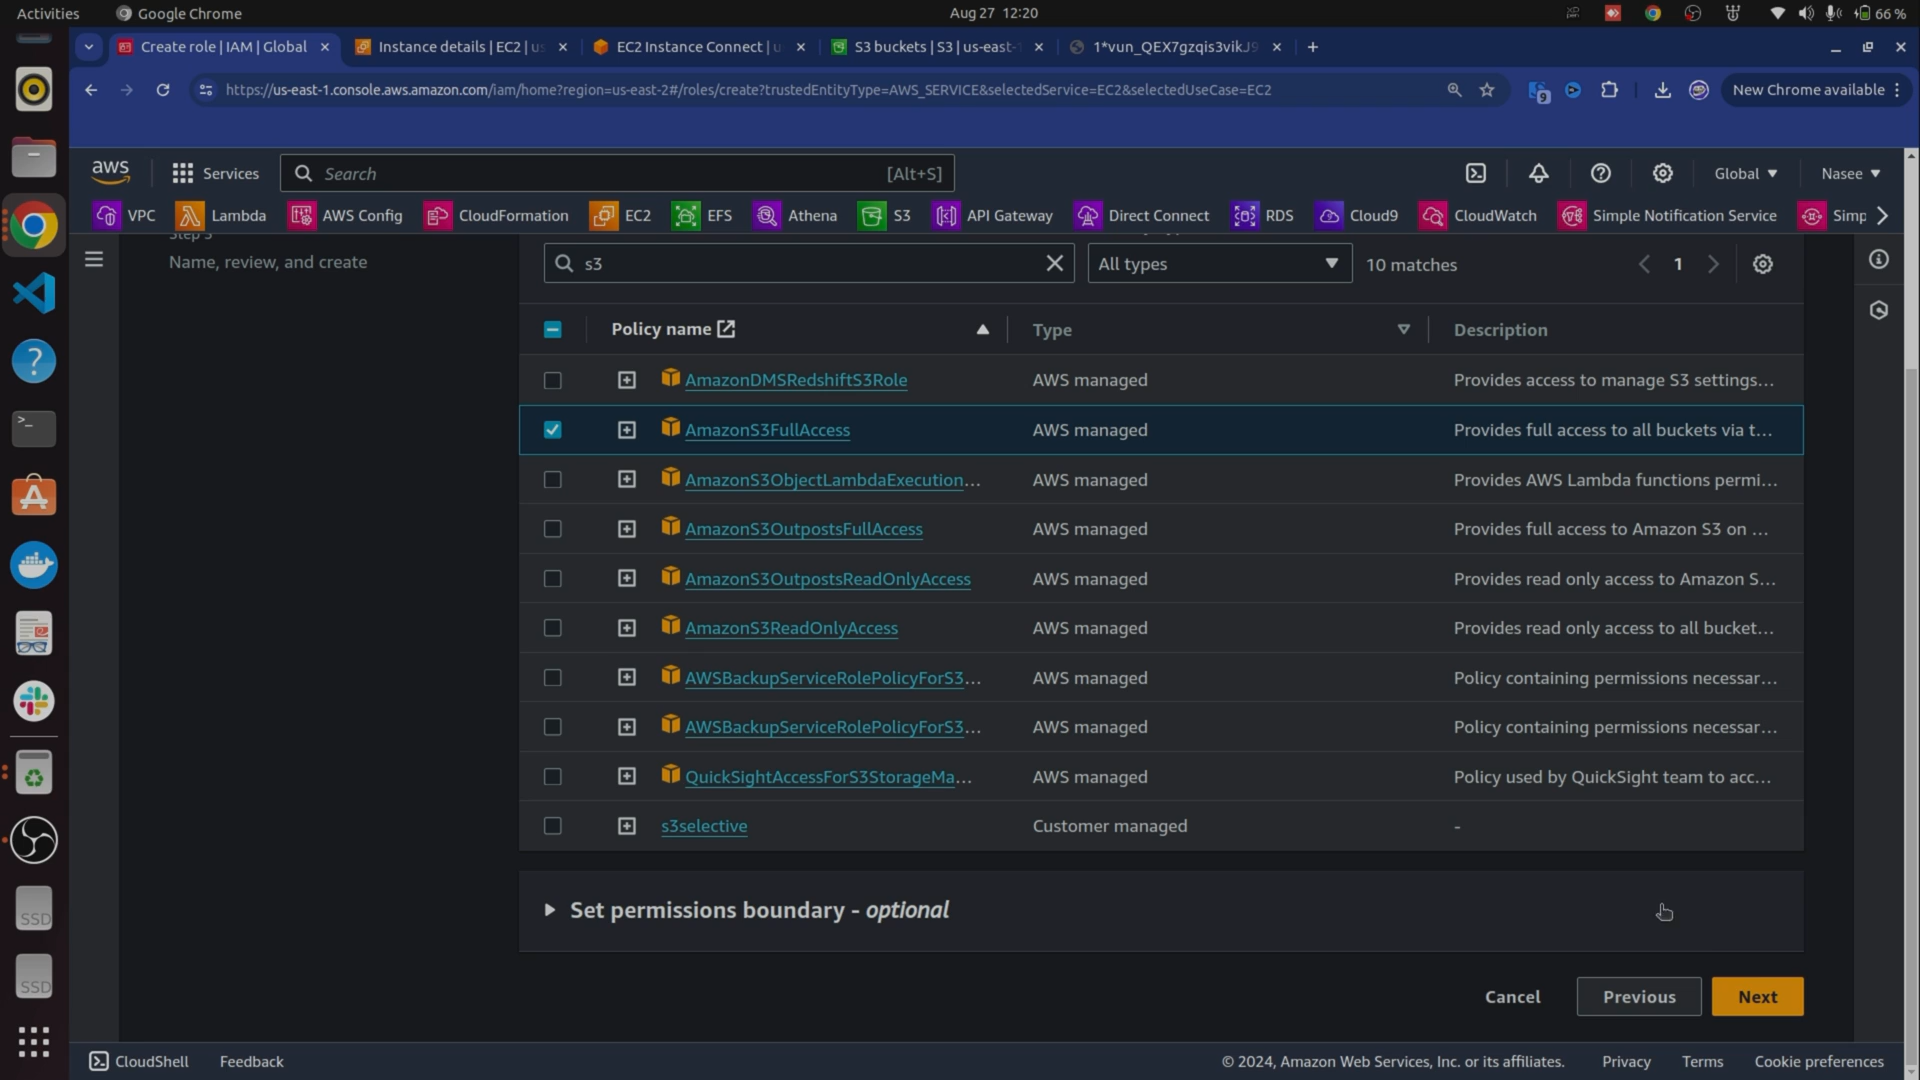 Activities
Google Chrome
Aug 27 12:20
66 %
Create role | IAM | Global
Instance details | EC2 | us
EC2 Instance Connect | u
S3 buckets | S3 | us-east-1
1*vun_QEX7gzqis3vikJ9
https://us-east-1.console.aws.amazon.com/iam/home?region=us-east-2#/roles/create?trustedEntityType=AWS_SERVICE&selectedService=EC2&selectedUseCase=EC2
9
New Chrome available
aws
Services
Search
[Alt+S]
Global
Nasee
VPC
Lambda
AWS Config
CloudFormation
EC2
EFS
Athena
S3
API Gateway
Direct Connect
RDS
Cloud9
CloudWatch
Simple Notification Service
Simp
Step 3
Name, review, and create
s3
All types
10 matches
1
Policy name
Type
Description
AmazonDMSRedshiftS3Role
AWS managed
Provides access to manage S3 settings...
AmazonS3FullAccess
AWS managed
Provides full access to all buckets via t...
AmazonS3ObjectLambdaExecution...
AWS managed
Provides AWS Lambda functions permi...
AmazonS3OutpostsFullAccess
AWS managed
Provides full access to Amazon S3 on ...
AmazonS3OutpostsReadOnlyAccess
AWS managed
Provides read only access to Amazon S...
AmazonS3ReadOnlyAccess
AWS managed
Provides read only access to all bucket...
AWSBackupServiceRolePolicyForS3...
AWS managed
Policy containing permissions necessar...
AWSBackupServiceRolePolicyForS3...
AWS managed
Policy containing permissions necessar...
QuickSightAccessForS3StorageMa...
AWS managed
Policy used by QuickSight team to acc...
s3selective
Customer managed
-
Set permissions boundary - optional
Cancel
Previous
Next
SSD
SSD
CloudShell
Feedback
© 2024, Amazon Web Services, Inc. or its affiliates.
Privacy
Terms
Cookie preferences